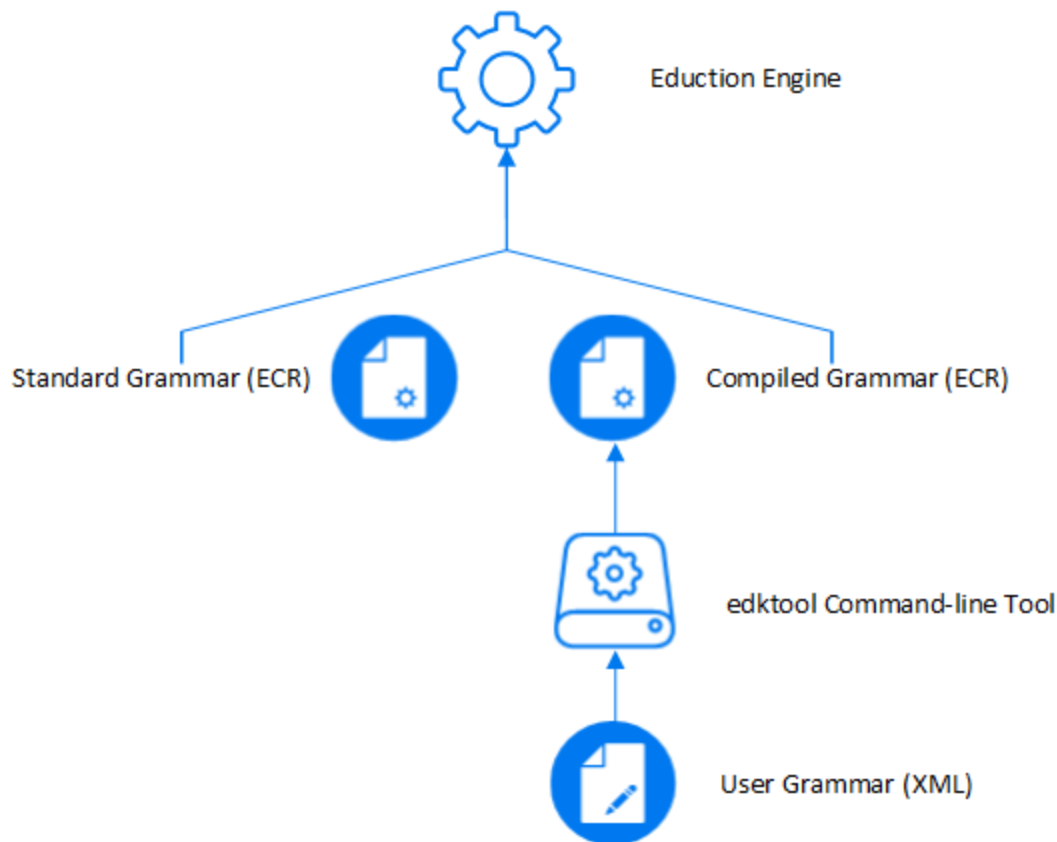 Eduction Engine
Standard Grammar (ECR)
Compiled Grammar (ECR)
edktool Command-line Tool
User Grammar (XML)